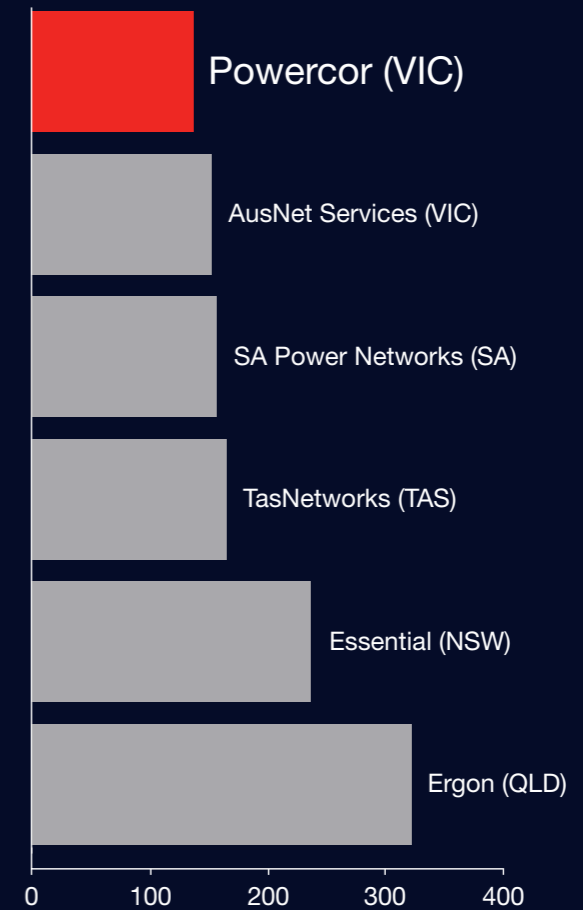 Powercor (VIC)
AusNet Services (VIC)
SA Power Networks (SA)
TasNetworks (TAS)
Essential (NSW)
Ergon (QLD)
0 100 200 300 400